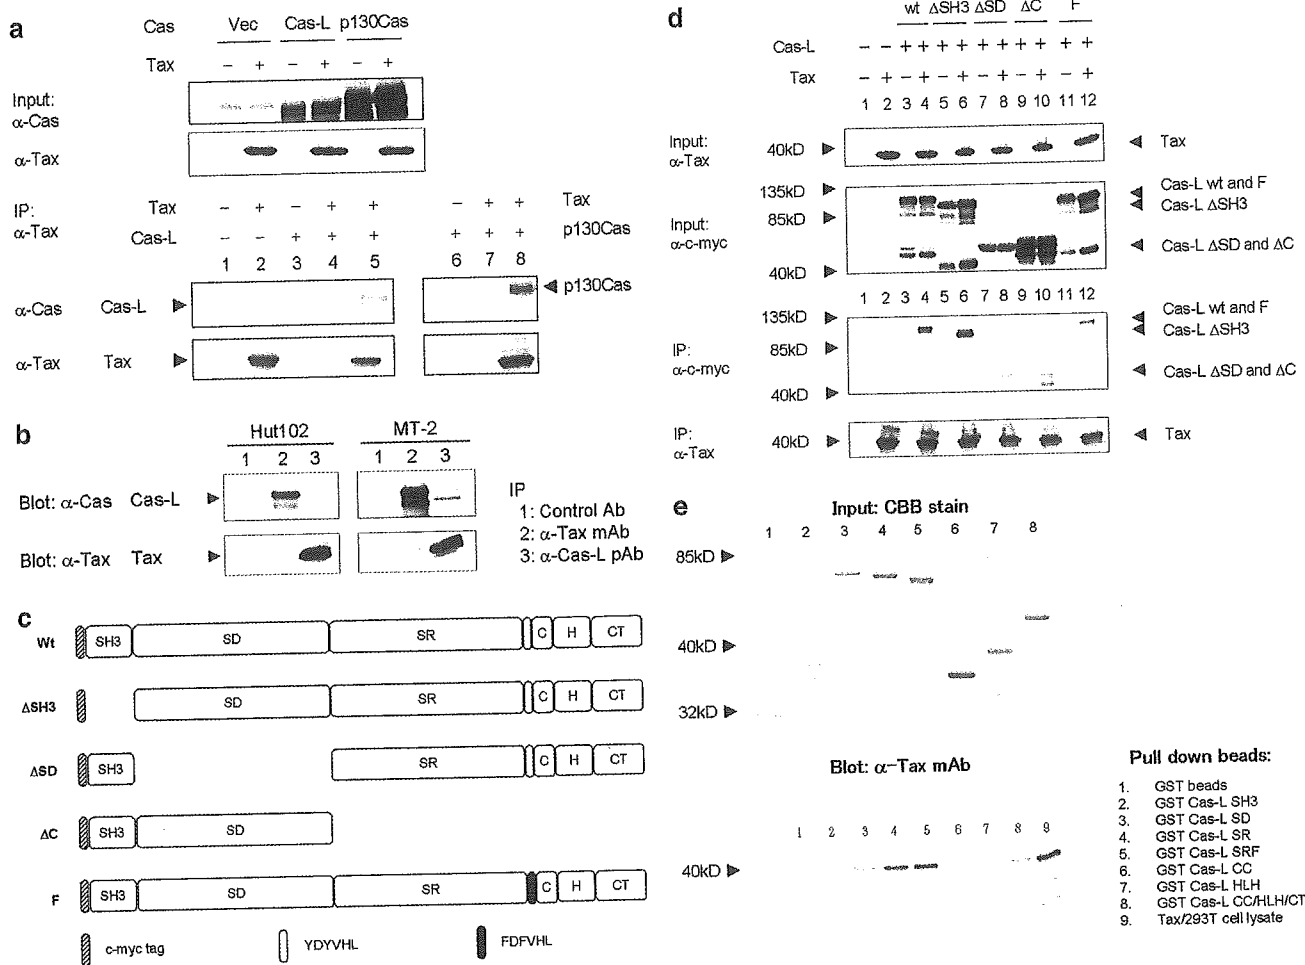 a
Cas Vec Cas-L p130Cas
Tax − + − + − +
Input:
α-Cas
α-Tax
IP:
α-Tax
Tax − + − + + − + + Tax
Cas-L − − + + + + + + p130Cas
1 2 3 4 5 6 7 8
α-Cas Cas-L p130Cas
α-Tax Tax
b
Hut102 MT-2
1 2 3 1 2 3
Blot: α-Cas Cas-L
Blot: α-Tax Tax
IP
1: Control Ab
2: α-Tax mAb
3: α-Cas-L pAb
c
Wt SH3 SD SR C H CT
ΔSH3 SD SR C H CT
ΔSD SH3 SR C H CT
ΔC SH3 SD
F SH3 SD SR C H CT
c-myc tag YDYVHL FDFVHL
d
wt ΔSH3 ΔSD ΔC F
Cas-L − − + + + + + + + + + +
Tax − + − + − + − + − + − +
1 2 3 4 5 6 7 8 9 10 11 12
Input:
α-Tax
40kD Tax
Input:
α-c-myc
135kD
85kD
40kD
Cas-L wt and F
Cas-L ΔSH3
Cas-L ΔSD and ΔC
1 2 3 4 5 6 7 8 9 10 11 12
IP:
α-c-myc
135kD
85kD
40kD
Cas-L wt and F
Cas-L ΔSH3
Cas-L ΔSD and ΔC
IP:
α-Tax
40kD Tax
e
Input: CBB stain
1 2 3 4 5 6 7 8
85kD
40kD
32kD
Blot: α-Tax mAb
1 2 3 4 5 6 7 8 9
40kD
Pull down beads:
1. GST beads
2. GST Cas-L SH3
3. GST Cas-L SD
4. GST Cas-L SR
5. GST Cas-L SRF
6. GST Cas-L CC
7. GST Cas-L HLH
8. GST Cas-L CC/HLH/CT
9. Tax/293T cell lysate